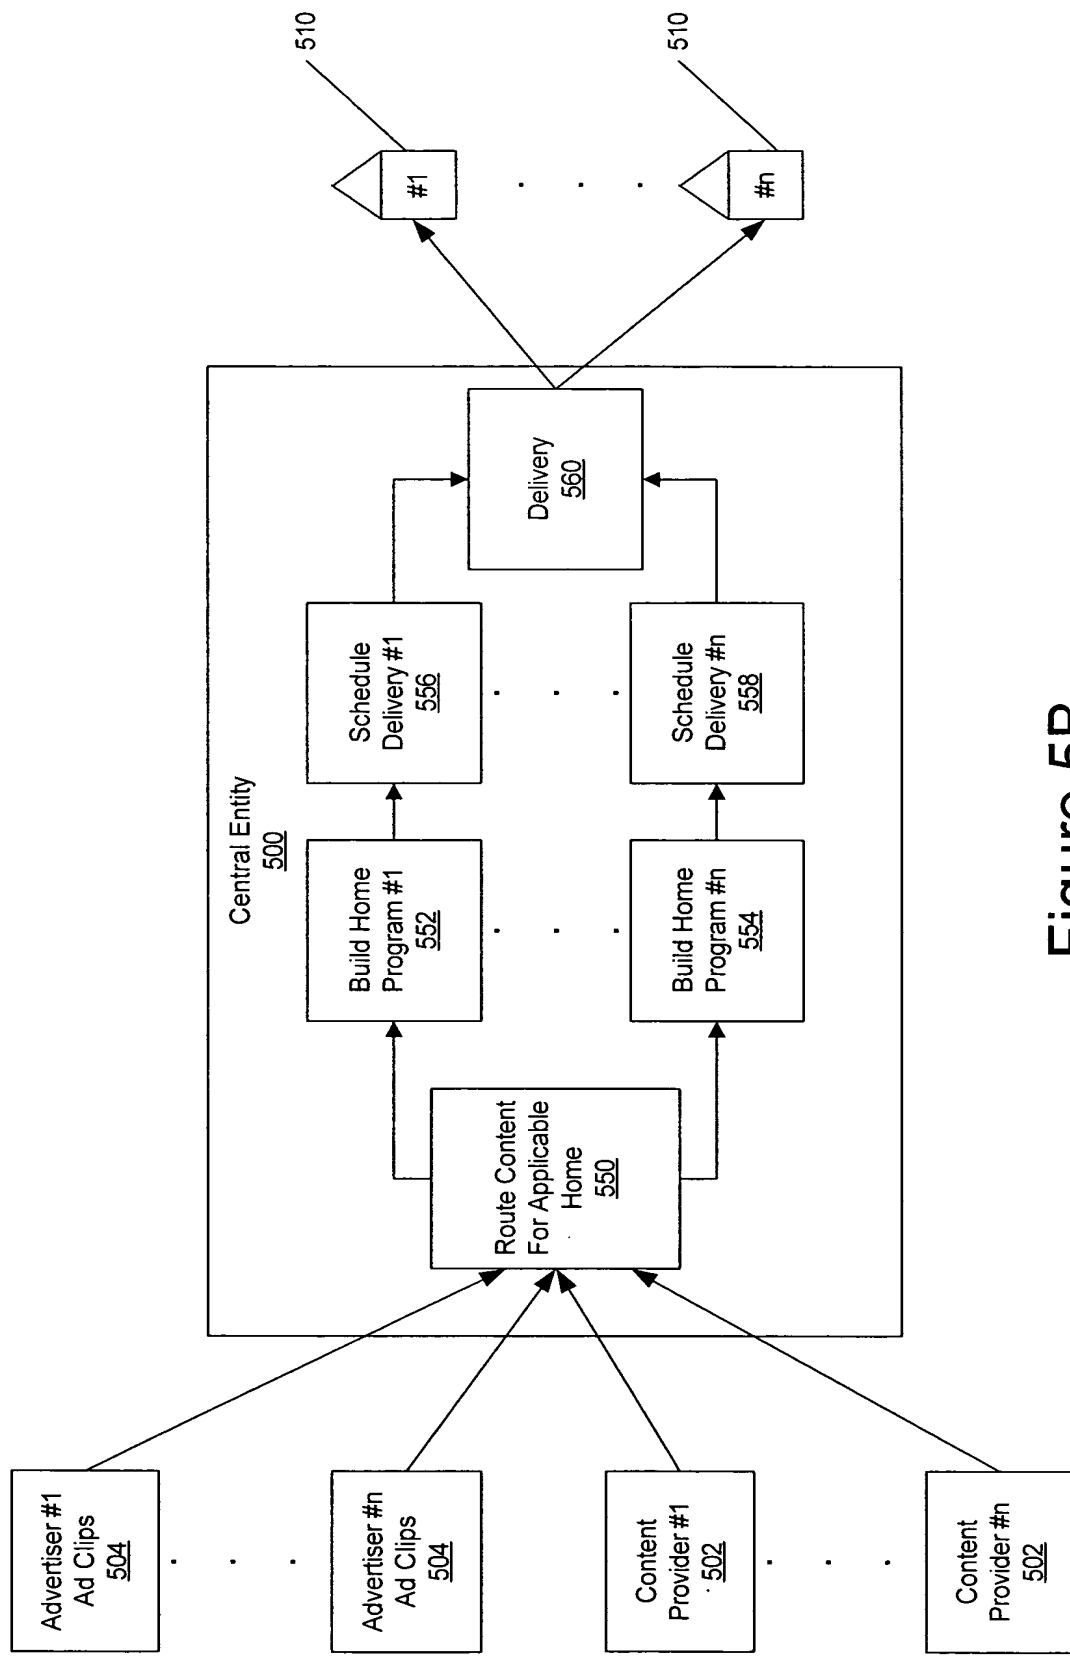 Advertiser #1
Ad Clips
504
Advertiser #n
Ad Clips
504
Content
Provider #1
502
Content
Provider #n
502
Central Entity
500
Route Content
For Applicable
Home
550
Build Home
Program #1
552
Build Home
Program #n
554
Schedule
Delivery #1
556
Schedule
Delivery #n
558
Delivery
560
#1
510
#n
510
Figure 5B